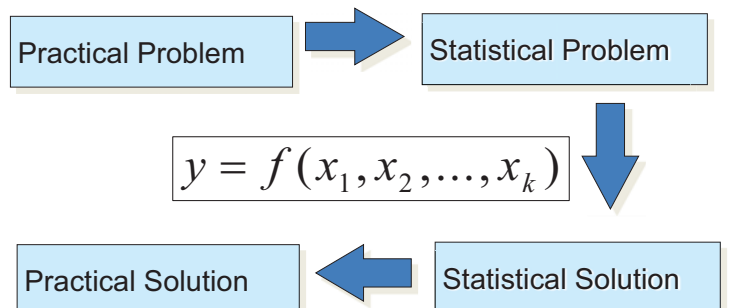 Practical Problem
Statistical Problem
y = f(x₁, x₂, ..., xₖ)
Practical Solution
Statistical Solution